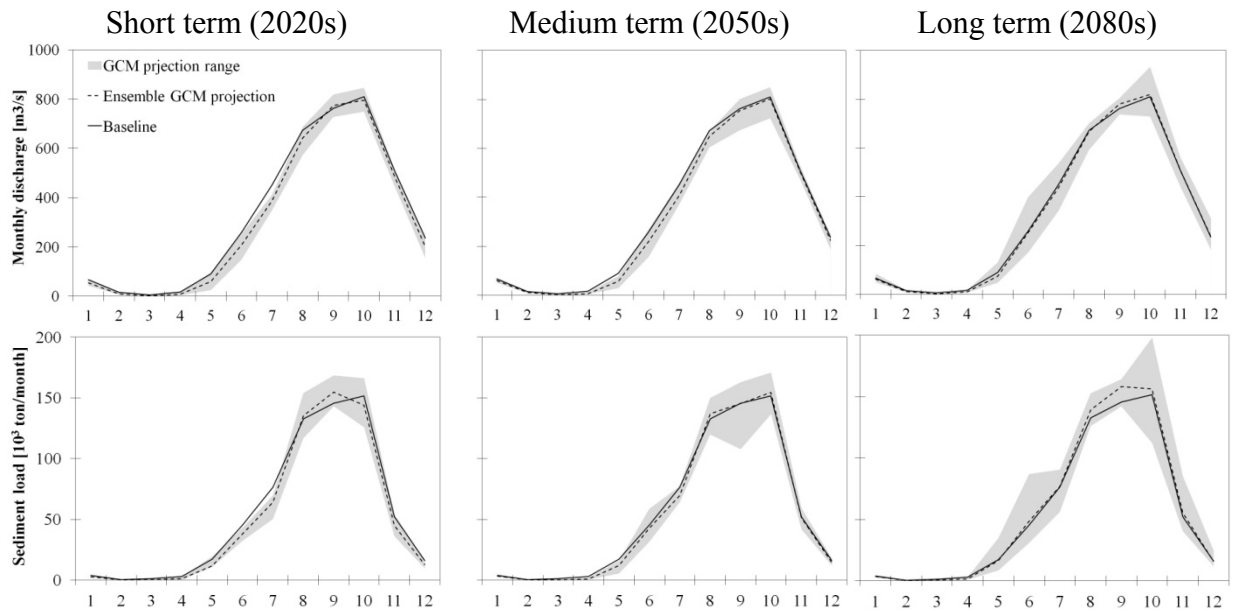 Short term (2020s)
Medium term (2050s)
Long term (2080s)
Monthly discharge [m3/s]
1000
800
600
400
200
0
GCM prjection range
Ensemble GCM projection
Baseline
1 2 3 4 5 6 7 8 9 10 11 12
1 2 3 4 5 6 7 8 9 10 11 12
1 2 3 4 5 6 7 8 9 10 11 12
Sediment load [10³ ton/month]
200
150
100
50
0
1 2 3 4 5 6 7 8 9 10 11 12
1 2 3 4 5 6 7 8 9 10 11 12
1 2 3 4 5 6 7 8 9 10 11 12